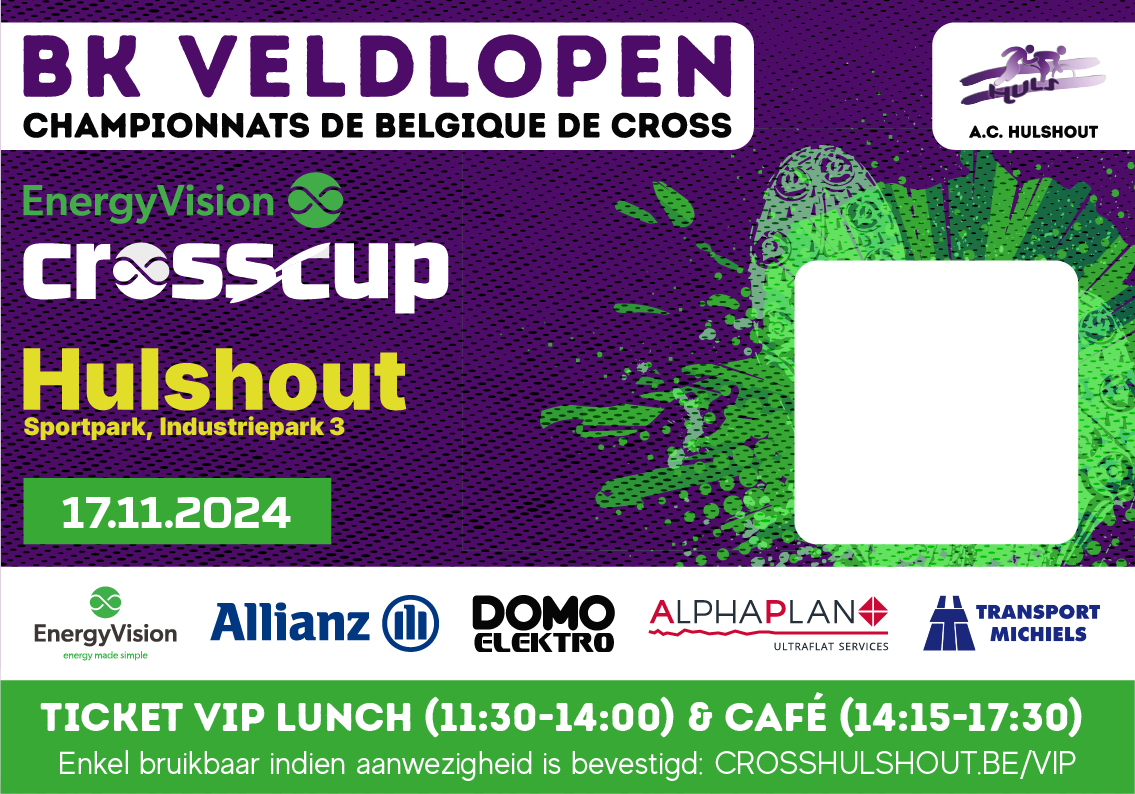 BK VELDLOPEN
CHAMPIONNATS DE BELGIQUE DE CROSS
HULS
A.C. HULSHOUT
EnergyVision
crosscup
Hulshout
Sportpark, Industriepark 3
17.11.2024
EnergyVision
energy made simple
Allianz
DOMO
ELEKTRO
ALPHAPLAN
ULTRAFLAT SERVICES
TRANSPORT
MICHIELS
TICKET VIP LUNCH (11:30-14:00) & CAFÉ (14:15-17:30)
Enkel bruikbaar indien aanwezigheid is bevestigd: CROSSHULSHOUT.BE/VIP